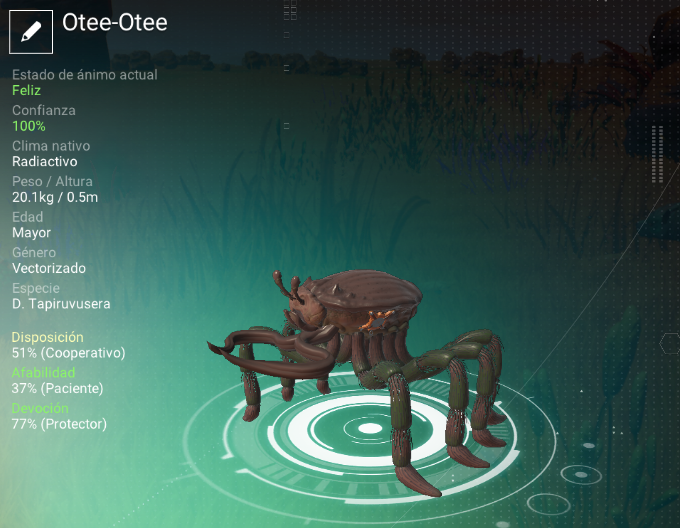 Otee-Otee
Estado de ánimo actual
Feliz
Confianza
100%
Clima nativo
Radiactivo
Peso / Altura
20.1kg / 0.5m
Edad
Mayor
Género
Vectorizado
Especie
D. Tapiruvusera
Disposición
51% (Cooperativo)
Afabilidad
37% (Paciente)
Devoción
77% (Protector)